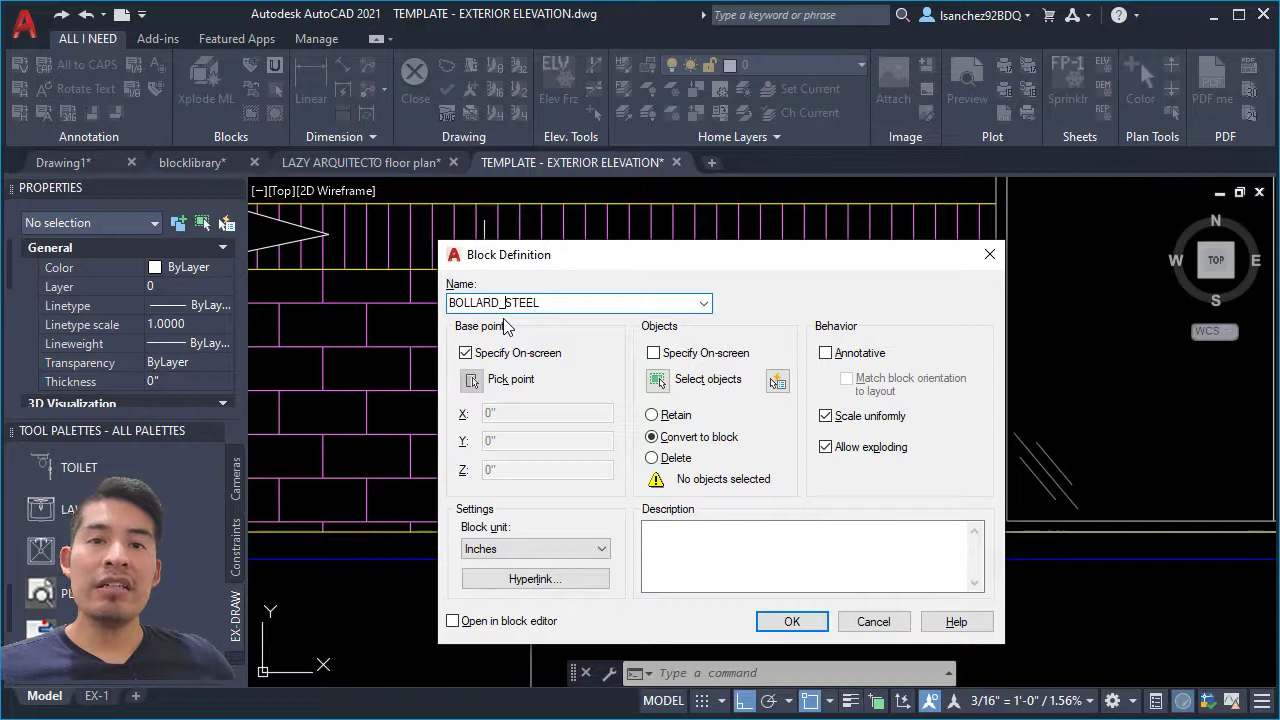 Autodesk AutoCAD 2021 TEMPLATE - EXTERIOR ELEVATION.dwg
Type a keyword or phrase
lsanchez92BDQ
ALL I NEED Add-ins Featured Apps Manage
All to CAPS
Rotate Text
Annotation
Xplode ML
Blocks
Linear
Dimension
Close
Drawing
ELV
Elev Frz
ELV
Elev. Tools
0
Set Current
Ch Current
Home Layers
Attach
Image
Preview
Plot
FP-1
Sprinklr
Sheets
Color
Plan Tools
PDF
PDF me
PDF
Drawing1* blocklibrary* LAZY ARQUITECTO floor plan* TEMPLATE - EXTERIOR ELEVATION*
PROPERTIES
No selection
General
Color ByLayer
Layer 0
Linetype ByLay...
Linetype scale 1.0000
Lineweight ByLay...
Transparency ByLayer
Thickness 0"
3D Visualization
TOOL PALETTES - ALL PALETTES
TOILET
LA
Cameras
Constraints
EX-DRAW
[−][Top][2D Wireframe]
N
W TOP E
S
WCS
Block Definition
Name:
BOLLARD_STEEL
Base point
Specify On-screen
Pick point
X: 0"
Y: 0"
Z: 0"
Objects
Specify On-screen
Select objects
Retain
Convert to block
Delete
No objects selected
Behavior
Annotative
Match block orientation
to layout
Scale uniformly
Allow exploding
Settings
Block unit:
Inches
Hyperlink...
Description
Open in block editor
OK Cancel Help
Y
X
Type a command
Model EX-1
MODEL 3/16" = 1'-0" / 1.56%